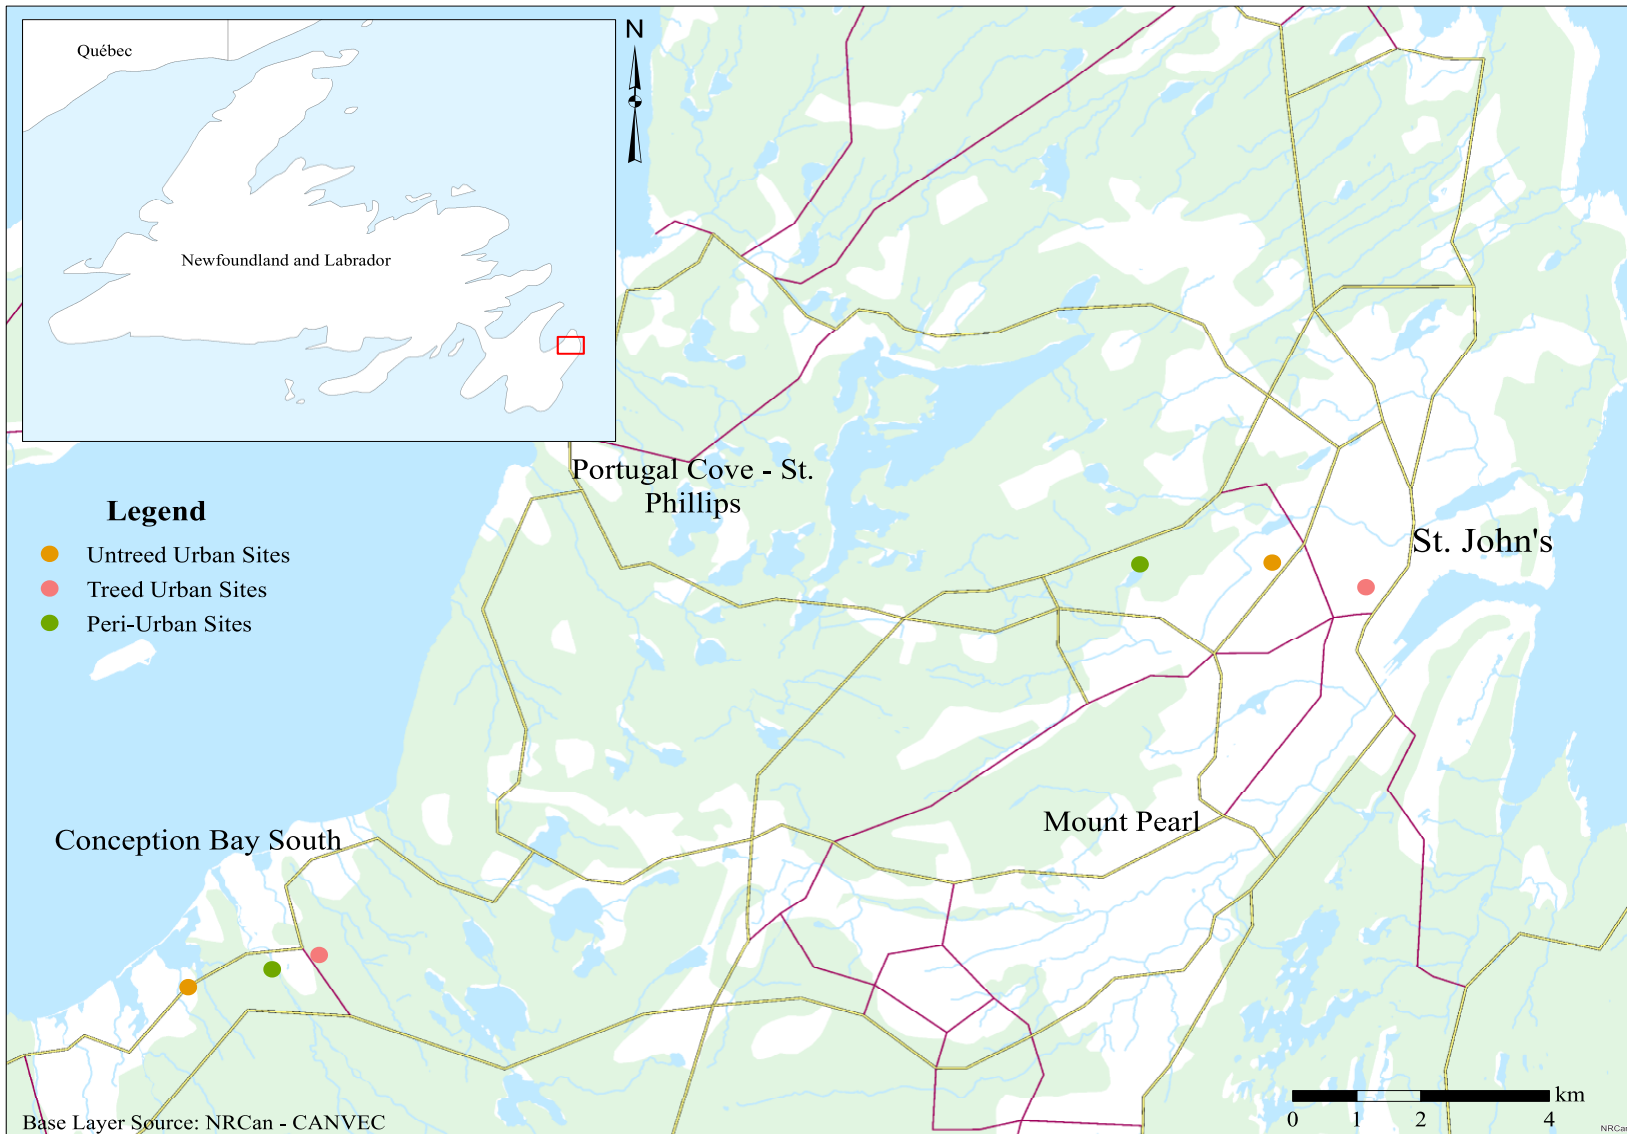 Québec
N
Newfoundland and Labrador
Portugal Cove - St.
Phillips
Legend
Untreed Urban Sites
Treed Urban Sites
Peri-Urban Sites
St. John's
Mount Pearl
Conception Bay South
km
0 1 2 4
Base Layer Source: NRCan - CANVEC
NRCan